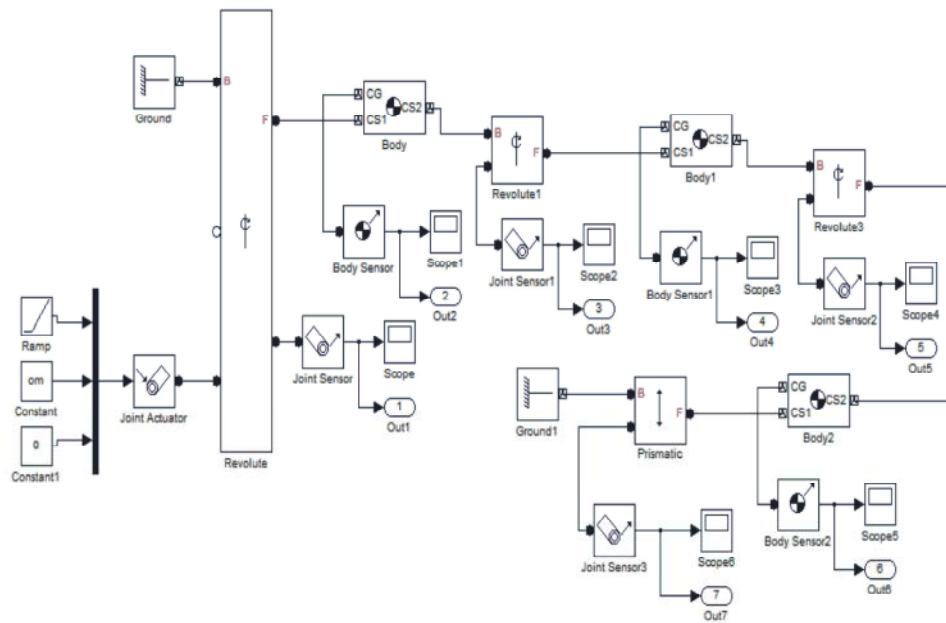 B
Ground
F
C
CG
CS1
CS2
Body
B
F
Revolute1
CG
CS1
CS2
Body1
B
F
Revolute3
Body Sensor
Scope1
2
Out2
Joint Sensor1
Scope2
3
Out3
Body Sensor1
Scope3
4
Out4
Joint Sensor2
Scope4
5
Out5
Ramp
om
Constant
0
Constant1
Joint Actuator
Revolute
Joint Sensor
Scope
1
Out1
Ground1
B
F
Prismatic
CG
CS1
CS2
Body2
Joint Sensor3
Scope6
7
Out7
Body Sensor2
Scope5
6
Out6